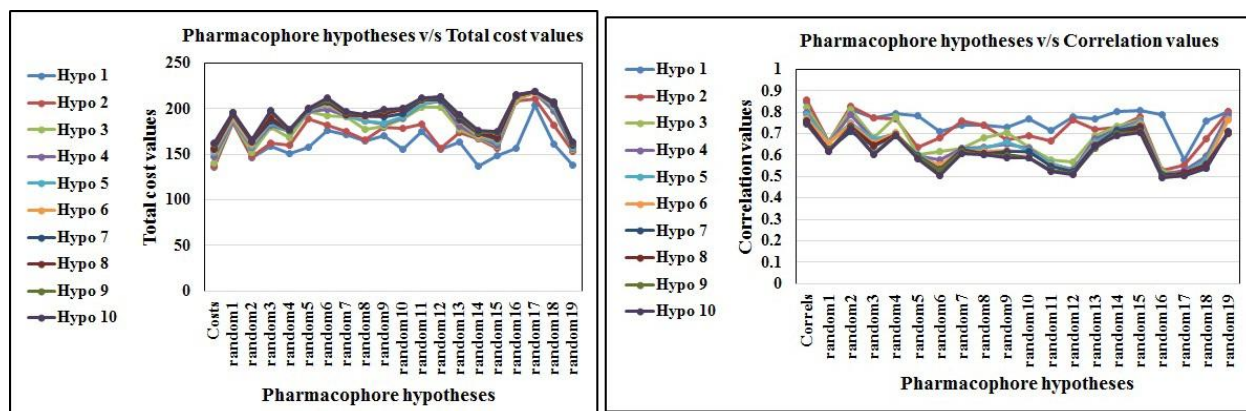 Pharmacophore hypotheses v/s Total cost values
Hypo 1
Hypo 2
Hypo 3
Hypo 4
Hypo 5
Hypo 6
Hypo 7
Hypo 8
Hypo 9
Hypo 10
Total cost values
250
200
150
100
50
0
Costs
random1
random2
random3
random4
random5
random6
random7
random8
random9
random10
random11
random12
random13
random14
random15
random16
random17
random18
random19
Pharmacophore hypotheses
Pharmacophore hypotheses v/s Correlation values
Hypo 1
Hypo 2
Hypo 3
Hypo 4
Hypo 5
Hypo 6
Hypo 7
Hypo 8
Hypo 9
Hypo 10
Correlation values
1
0.9
0.8
0.7
0.6
0.5
0.4
0.3
0.2
0.1
0
Correls
random1
random2
random3
random4
random5
random6
random7
random8
random9
random10
random11
random12
random13
random14
random15
random16
random17
random18
random19
Pharmacophore hypotheses